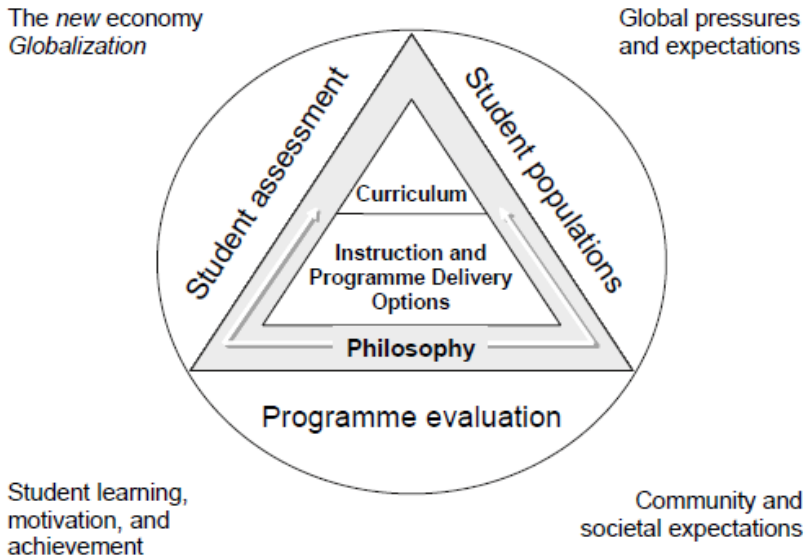 The new economy
Globalization
Global pressures
and expectations
Student assessment
Student populations
Curriculum
Instruction and
Programme Delivery
Options
Philosophy
Programme evaluation
Student learning,
motivation, and
achievement
Community and
societal expectations